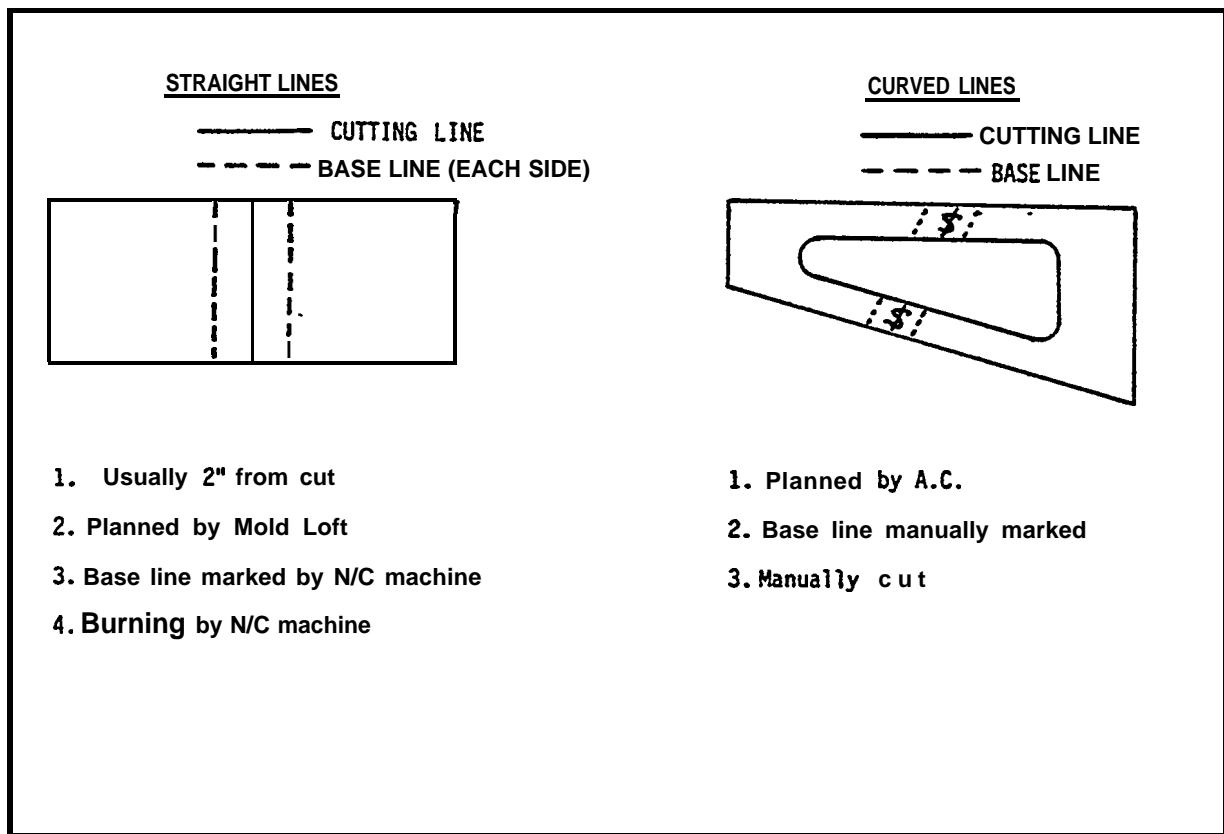 STRAIGHT LINES
CUTTING LINE
BASE LINE (EACH SIDE)
1. Usually 2" from cut
2. Planned by Mold Loft
3. Base line marked by N/C machine
4. Burning by N/C machine
CURVED LINES
CUTTING LINE
BASE LINE
$
$
1. Planned by A.C.
2. Base line manually marked
3. Manually cut